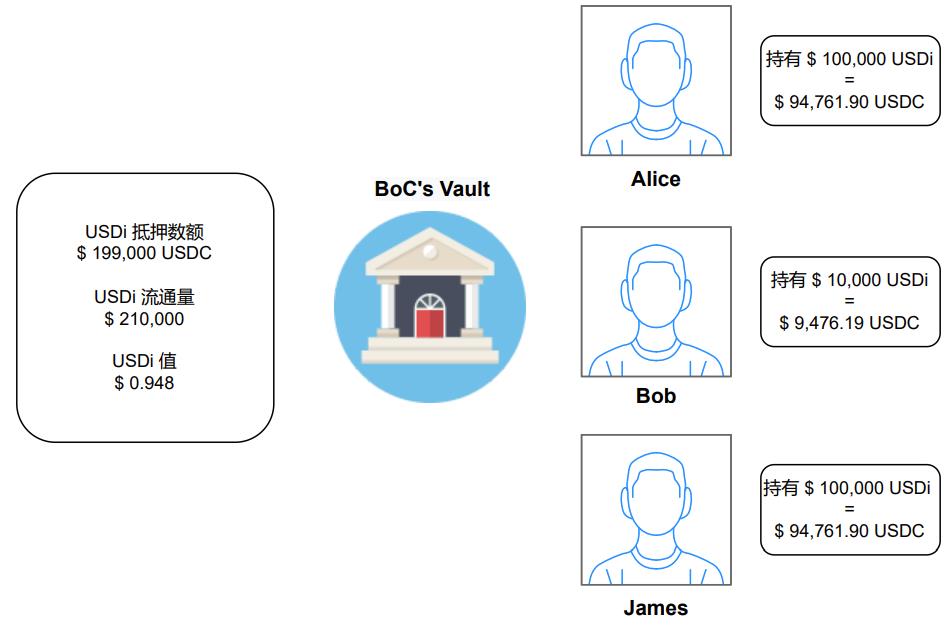 USDi 抵押数额
$ 199,000 USDC
USDi 流通量
$ 210,000
USDi 值
$ 0.948
BoC's Vault
持有 $ 100,000 USDi
=
$ 94,761.90 USDC
Alice
持有 $ 10,000 USDi
=
$ 9,476.19 USDC
Bob
持有 $ 100,000 USDi
=
$ 94,761.90 USDC
James